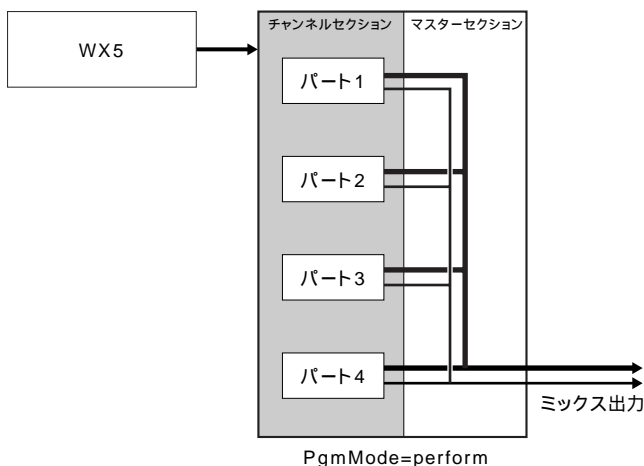 チャンネルセクション マスターセクション
WX5
パート1
パート2
パート3
パート4
ミックス出力
PgmMode=perform